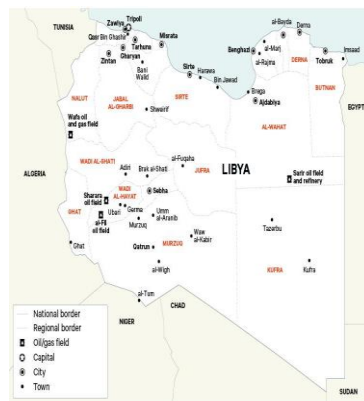 TUNISIA
Tripoli
Zawiya
Misrata
Qasr Bin Ghashir
Tarhuna
Gharyan
Zintan
Bani
Walid
Sirte
Harawa
Bin Jawad
al-Bayda
Derna
Benghazi
al-Marj
al-Rajma
Tobruk
Imsaad
DERNA
BUTNAN
Brega
Ajdabiya
NALUT
JABAL
AL-GHARBI
SIRTE
Shwairif
EGYPT
Wafa oil
and gas field
AL-WAHAT
WADI AL-SHATI
al-Fuqaha
ALGERIA
Adiri
Brak al-Shati
JUFRA
LIBYA
Sarir oil field
and refinery
Sharara
oil field
WADI
AL-HAYAT
Sebha
GHAT
Ubari
Germa
Umm
al-Aranib
al-Fil
oil field
Murzuq
Waw
al-Kabir
Tazerbu
Ghat
Qatrun
MURZUQ
al-Wigh
KUFRA
Kufra
al-Tum
CHAD
NIGER
SUDAN
National border
Regional border
Oil/gas field
Capital
City
Town